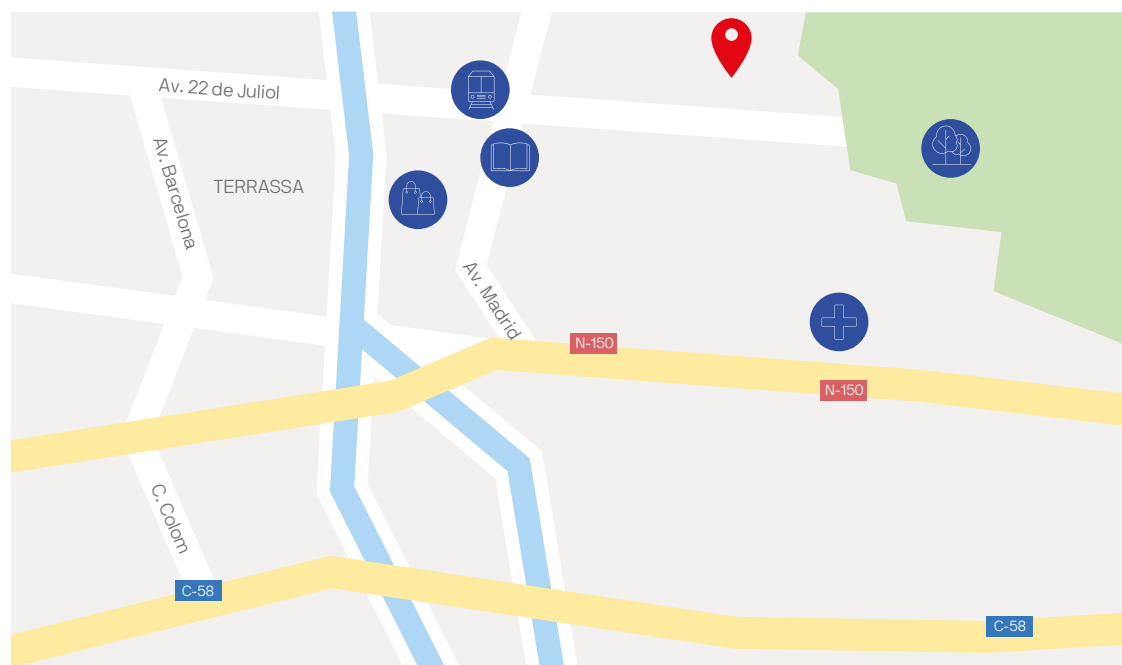 Av. 22 de Juliol
Av. Barcelona
TERRASSA
Av. Madrid
N-150
N-150
C. Colom
C-58
C-58